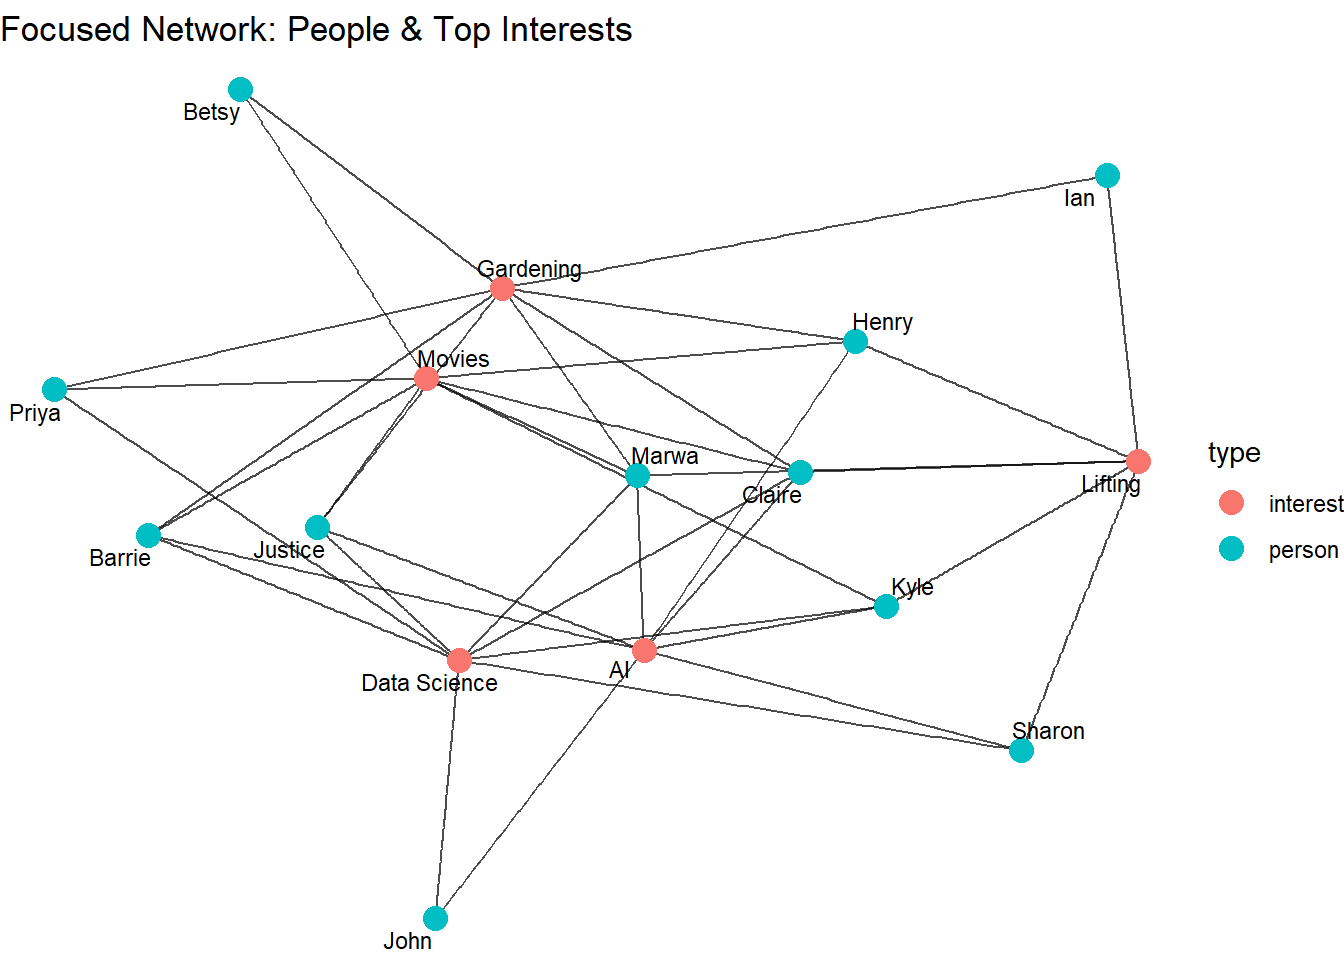 Focused Network: People & Top Interests
Betsy
Ian
Gardening
Henry
Movies
Priya
Marwa
type
Lifting
Claire
interest
Justice
person
Barrie
Kyle
AI
Data Science
Sharon
John